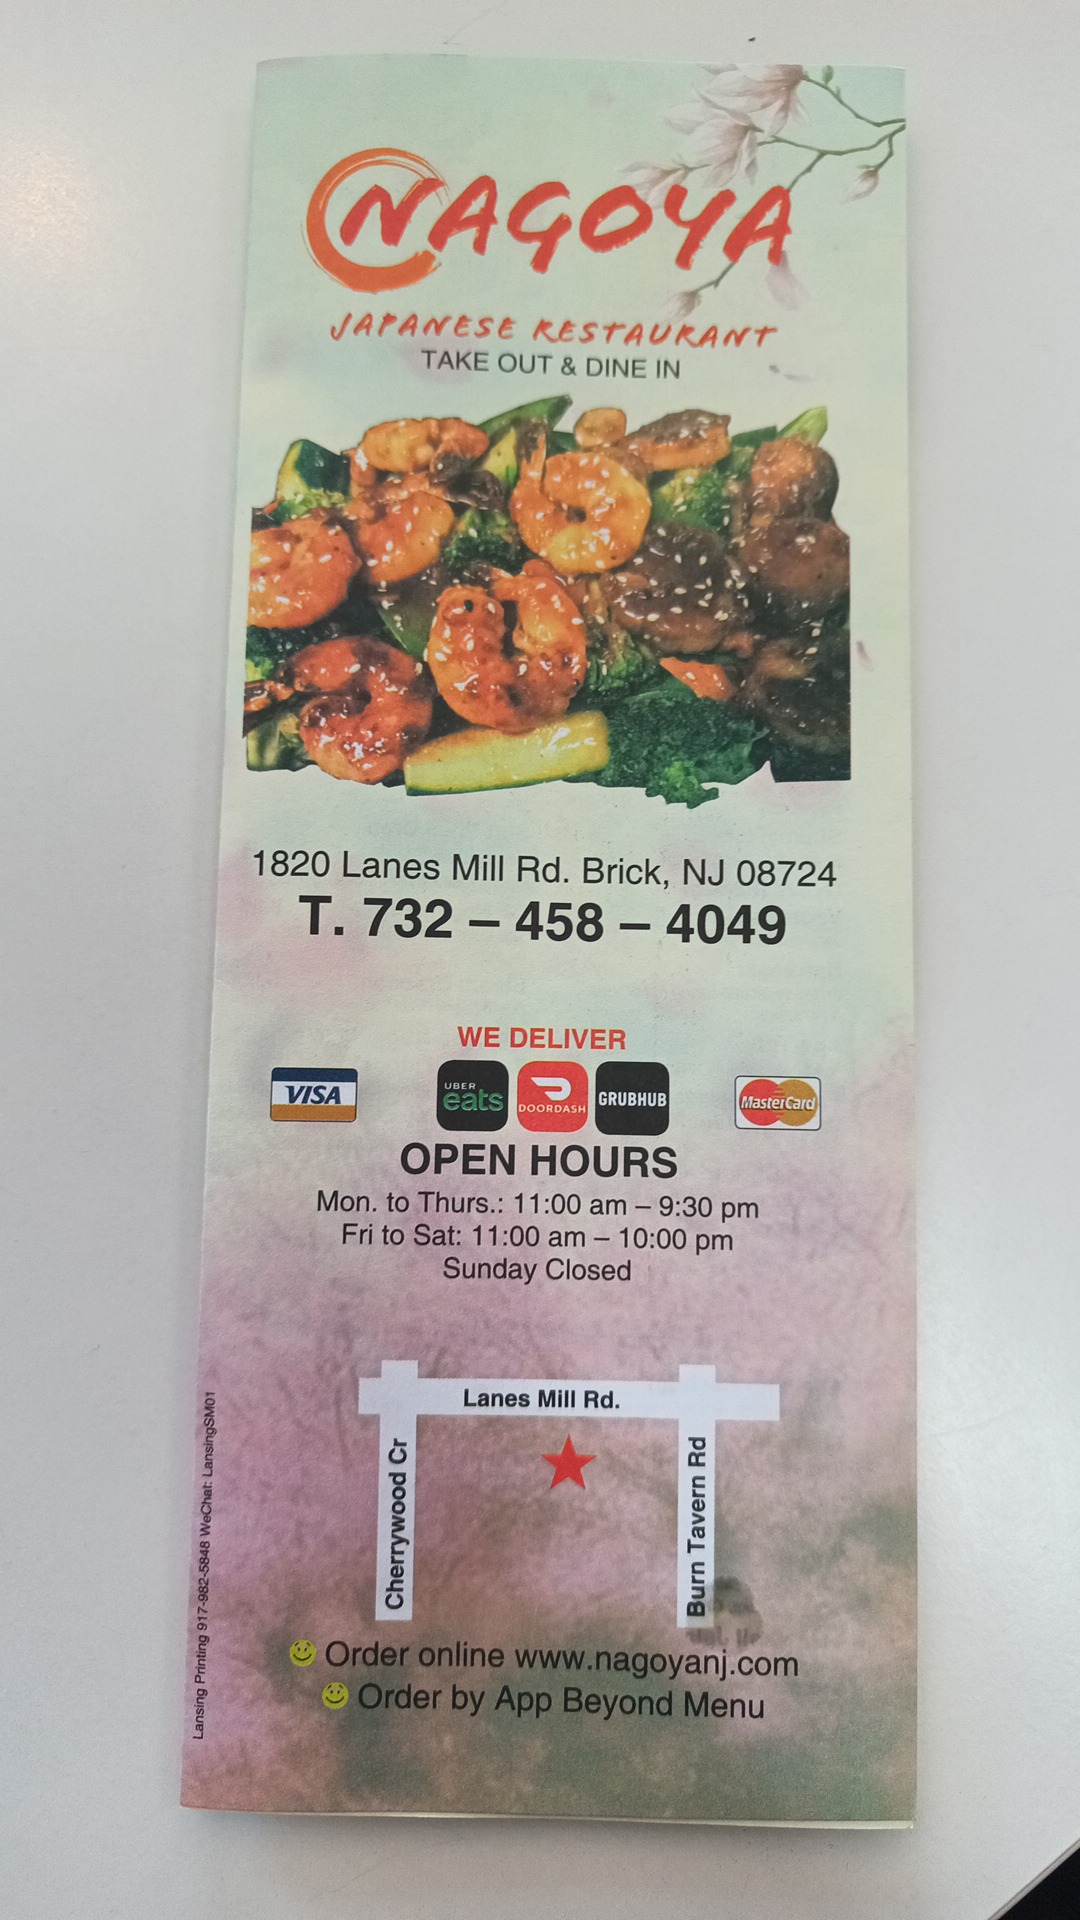 NAGOYA
JAPANESE RESTAURANT
TAKE OUT & DINE IN
1820 Lanes Mill Rd. Brick, NJ 08724
T. 732 – 458 – 4049
WE DELIVER
VISA
UBER
eats
DOORDASH
GRUBHUB
MasterCard
OPEN HOURS
Mon. to Thurs.: 11:00 am – 9:30 pm
Fri to Sat: 11:00 am – 10:00 pm
Sunday Closed
Lanes Mill Rd.
Cherrywood Cr
Burn Tavern Rd
Order online www.nagoyanj.com
Order by App Beyond Menu
Lansing Printing 917-982-5848 WeChat: LansingSM01